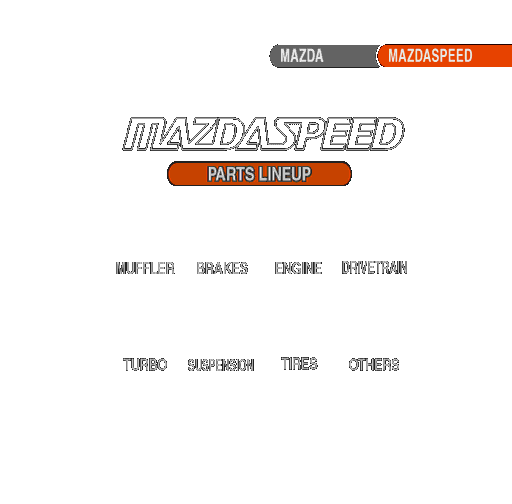 MAZDA MAZDASPEED
MAZDASPEED
PARTS LINEUP
MUFFLER BRAKES ENGINE DRIVETRAIN
TURBO SUSPENSION TIRES OTHERS